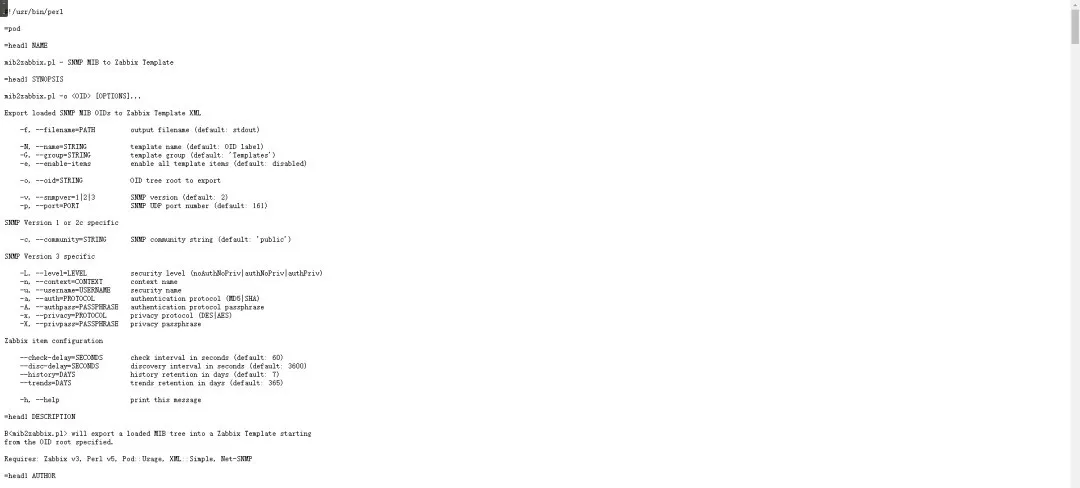 #!/usr/bin/perl
=pod
=head1 NAME
mib2zabbix.pl - SNMP MIB to Zabbix Template
=head1 SYNOPSIS
mib2zabbix.pl -o <OID> [OPTIONS]...
Export loaded SNMP MIB OIDs to Zabbix Template XML
-f, --filename=PATH output filename (default: stdout)
-N, --name=STRING template name (default: OID label)
-G, --group=STRING template group (default: 'Templates')
-e, --enable-items enable all template items (default: disabled)
-o, --oid=STRING OID tree root to export
-v, --snmpver=1|2|3 SNMP version (default: 2)
-p, --port=PORT SNMP UDP port number (default: 161)
SNMP Version 1 or 2c specific
-c, --community=STRING SNMP community string (default: 'public')
SNMP Version 3 specific
-L, --level=LEVEL security level (noAuthNoPriv|authNoPriv|authPriv)
-n, --context=CONTEXT context name
-u, --username=USERNAME security name
-a, --auth=PROTOCOL authentication protocol (MD5|SHA)
-A, --authpass=PASSPHRASE authentication protocol passphrase
-x, --privacy=PROTOCOL privacy protocol (DES|AES)
-X, --privpass=PASSPHRASE privacy passphrase
Zabbix item configuration
--check-delay=SECONDS check interval in seconds (default: 60)
--disc-delay=SECONDS discovery interval in seconds (default: 3600)
--history=DAYS history retention in days (default: 7)
--trends=DAYS trends retention in days (default: 365)
-h, --help print this message
=head1 DESCRIPTION
B<mib2zabbix.pl> will export a loaded MIB tree into a Zabbix Template starting
from the OID root specified.
Requires: Zabbix v3, Perl v5, Pod::Usage, XML::Simple, Net-SNMP
=head1 AUTHOR